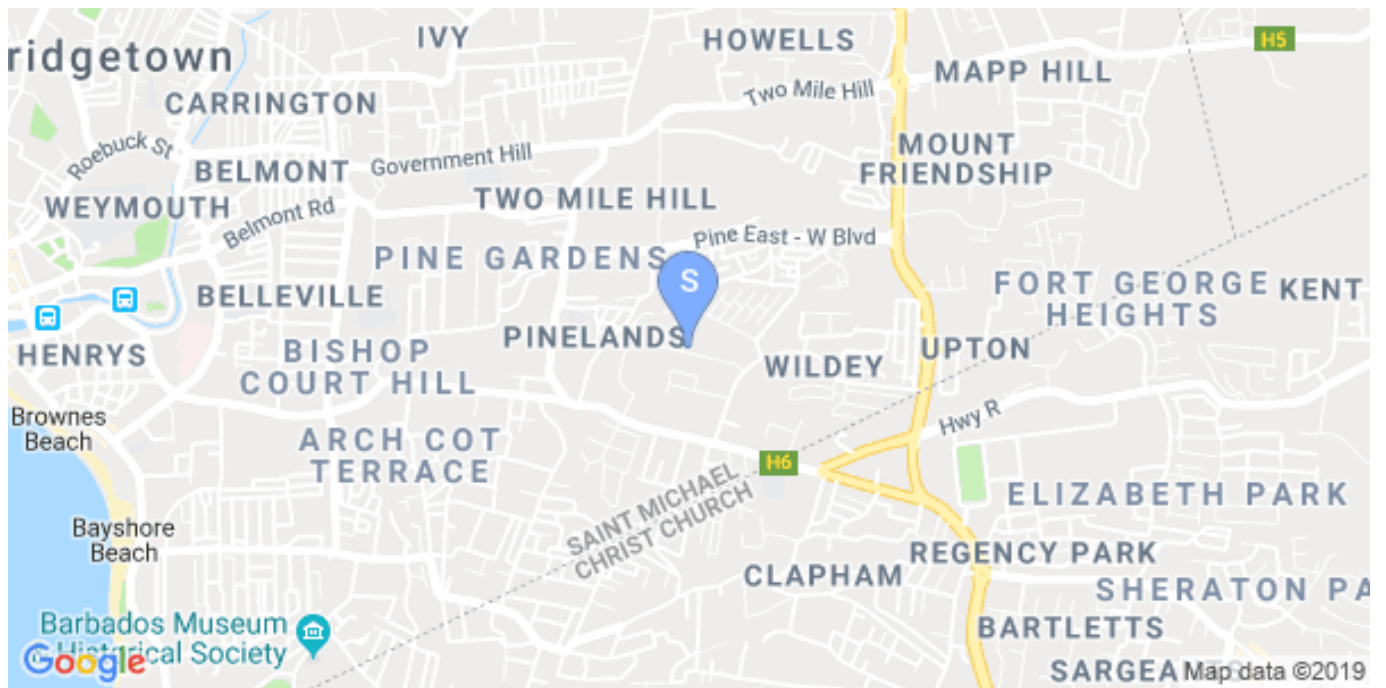 IVY
HOWELLS
H5
ridgetown
MAPP HILL
CARRINGTON
Two Mile Hill
Roebuck St
MOUNT
FRIENDSHIP
BELMONT
Government Hill
WEYMOUTH
TWO MILE HILL
Belmont Rd
Pine East - W Blvd
PINE GARDENS
S
FORT GEORGE
HEIGHTS
KENT
BELLEVILLE
PINELANDS
HENRYS
BISHOP
COURT HILL
WILDEY
UPTON
Brownes
Beach
Hwy R
ARCH COT
TERRACE
H6
SAINT MICHAEL
CHRIST CHURCH
ELIZABETH PARK
Bayshore
Beach
REGENCY PARK
CLAPHAM
SHERATON PA
Barbados Museum
Historical Society
BARTLETTS
Google
SARGEA
Map data ©2019